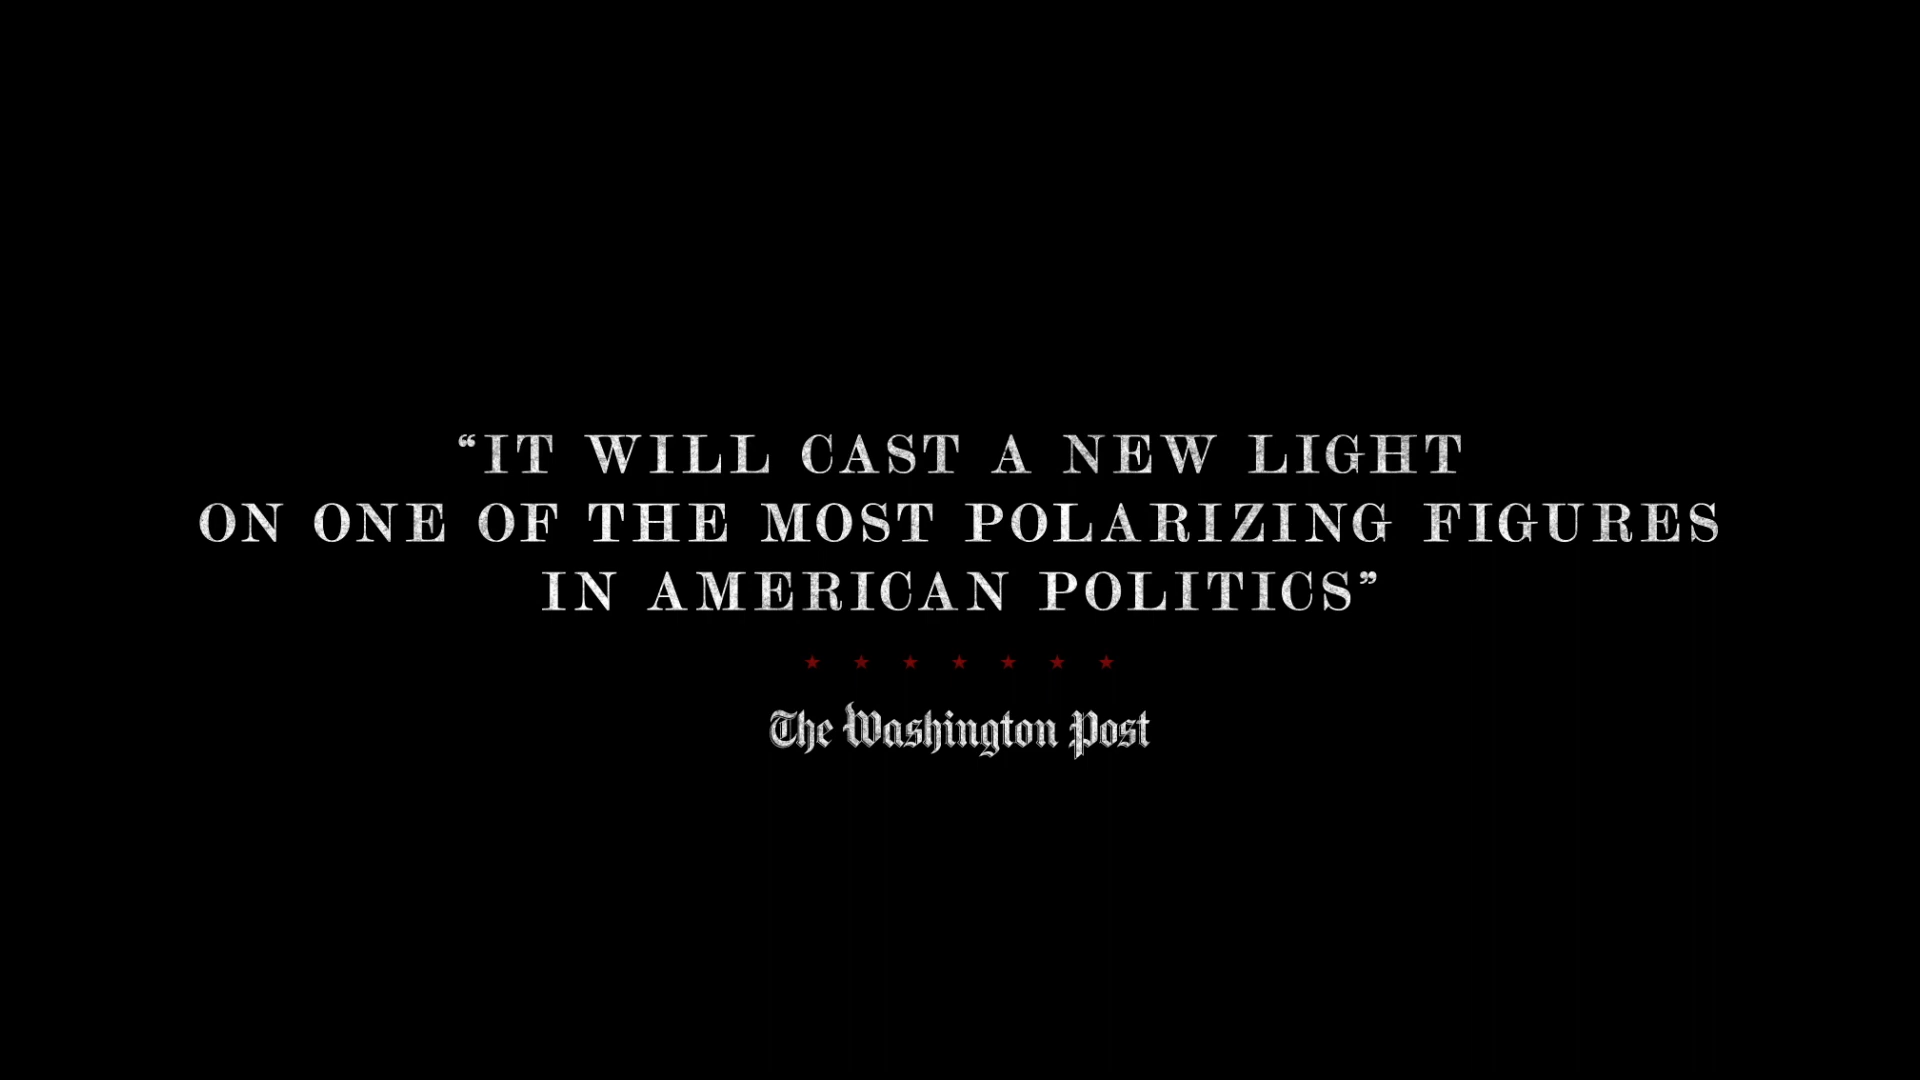 “IT WILL CAST A NEW LIGHT
ON ONE OF THE MOST POLARIZING FIGURES
IN AMERICAN POLITICS”
The Washington Post